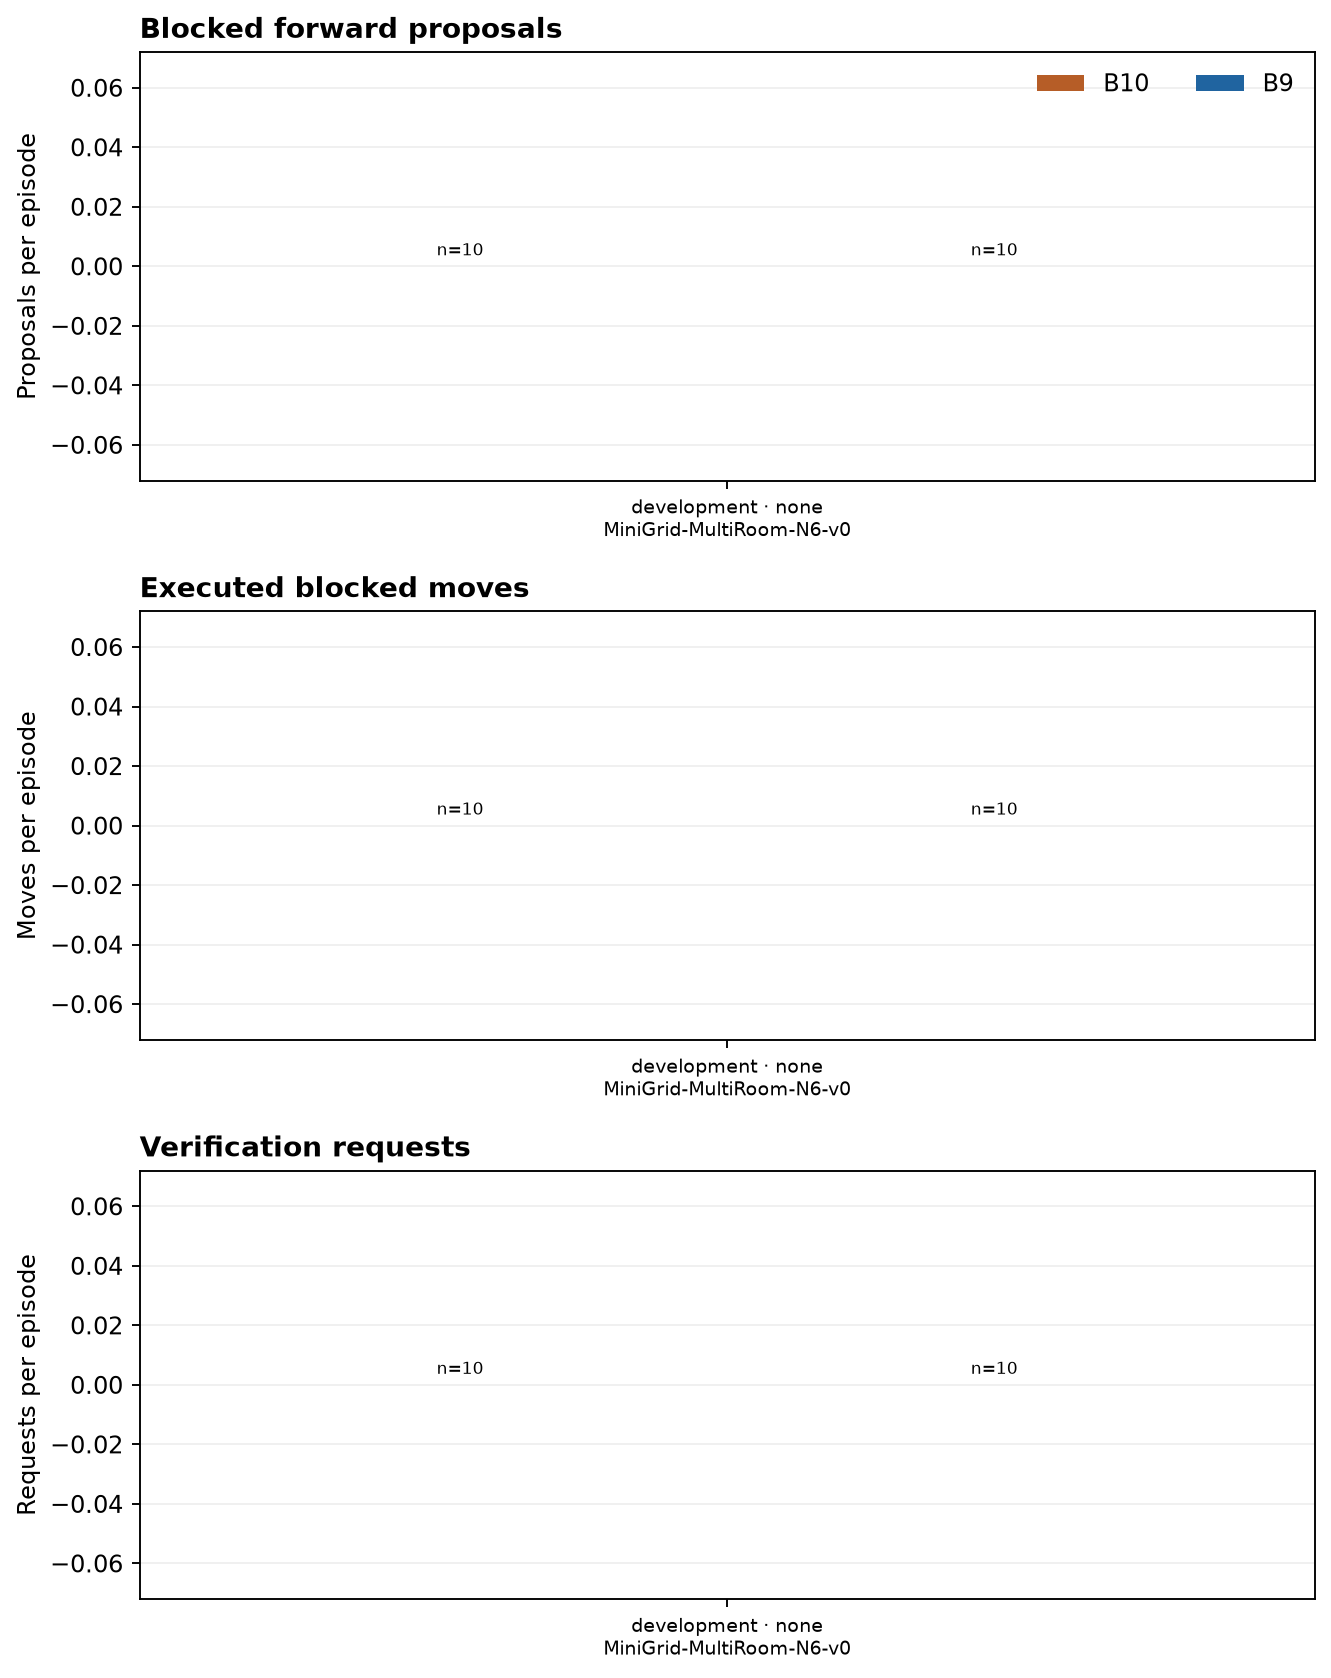 Blocked forward proposals
B10 B9
Proposals per episode
0.06
0.04
0.02
0.00
−0.02
−0.04
−0.06
n=10 n=10
development · none
MiniGrid-MultiRoom-N6-v0
Executed blocked moves
Moves per episode
0.06
0.04
0.02
0.00
−0.02
−0.04
−0.06
n=10 n=10
development · none
MiniGrid-MultiRoom-N6-v0
Verification requests
Requests per episode
0.06
0.04
0.02
0.00
−0.02
−0.04
−0.06
n=10 n=10
development · none
MiniGrid-MultiRoom-N6-v0